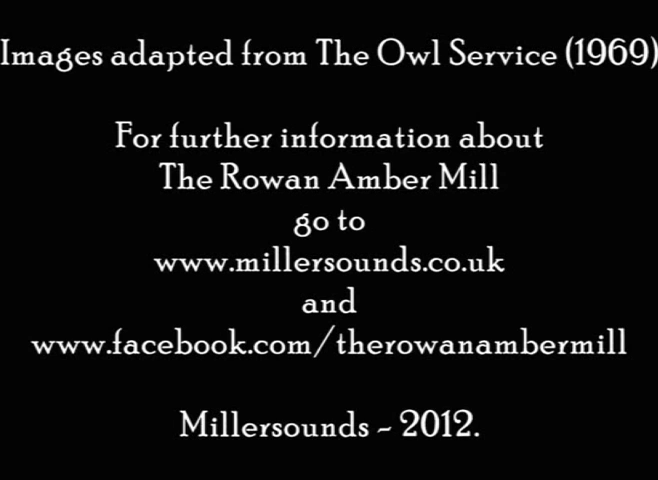 Images adapted from The Owl Service (1969)
For further information about
The Rowan Amber Mill
go to
www.millersounds.co.uk
and
www.facebook.com/therowanambermill
Millersounds - 2012.